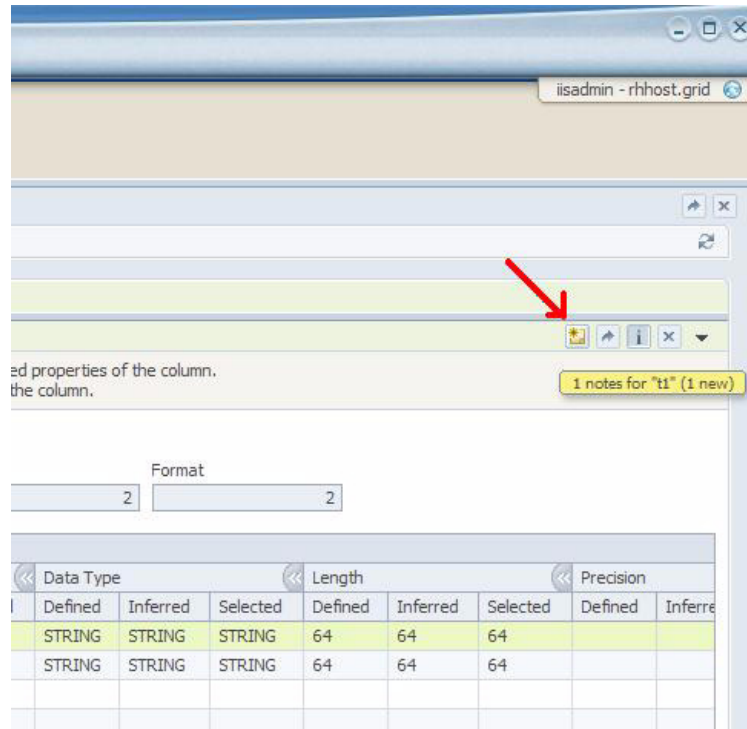 iisadmin - rhhost.grid
ed properties of the column.
the column.
1 notes for "t1" (1 new)
Format
2 2
Data Type Length Precision
d Defined Inferred Selected Defined Inferred Selected Defined Inferre
STRING STRING STRING 64 64 64
STRING STRING STRING 64 64 64